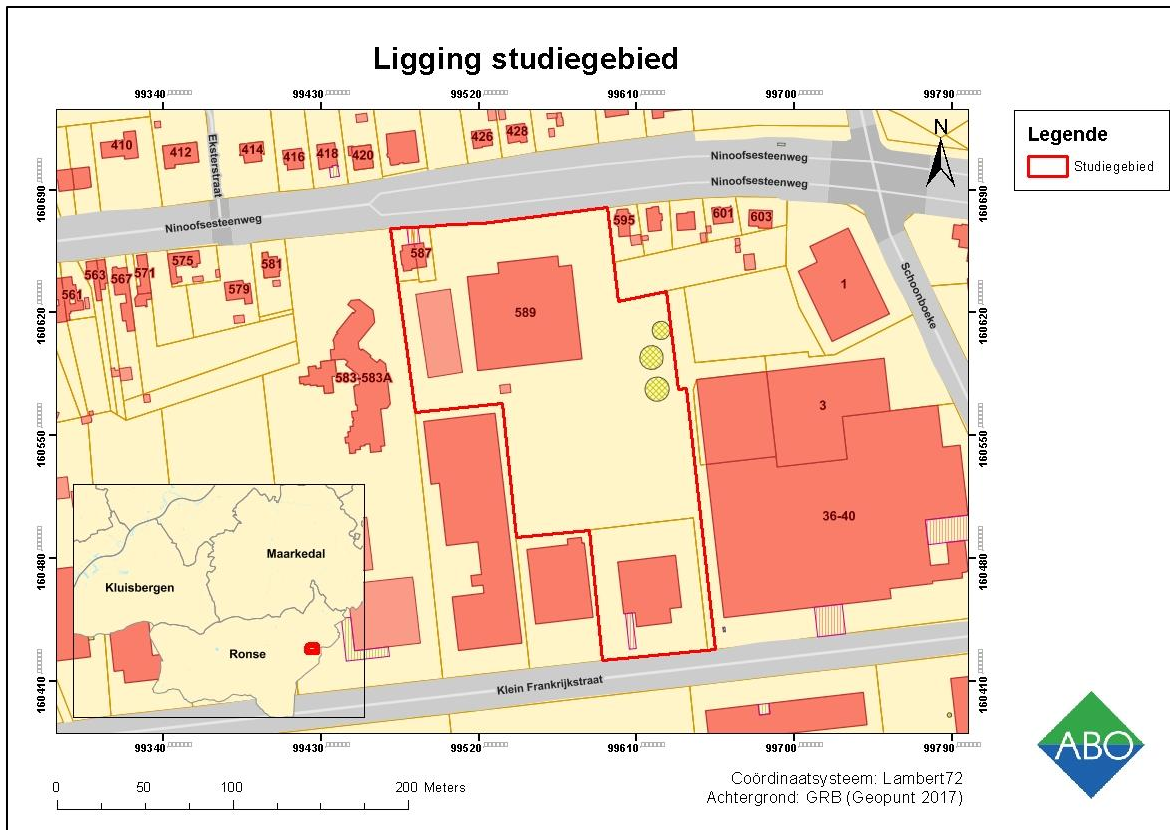 Ligging studiegebied
99340 99430 99520 99610 99700 99790
160690
160620
160550
160480
160410
160690
160620
160550
160480
160410
99340 99430 99520 99610 99700 99790
410
412
414
416
418
420
426
428
Eksterstraat
Ninoofsesteenweg
Ninoofsesteenweg
Ninoofsesteenweg
N
561
563
567
571
575
579
581
587
595
601
603
589
583-583A
1
3
36-40
Schoonboeke
Klein Frankrijkstraat
Kluisbergen
Maarkedal
Ronse
Legende
Studiegebied
0 50 100 200 Meters
Coördinaatsysteem: Lambert72
Achtergrond: GRB (Geopunt 2017)
ABO